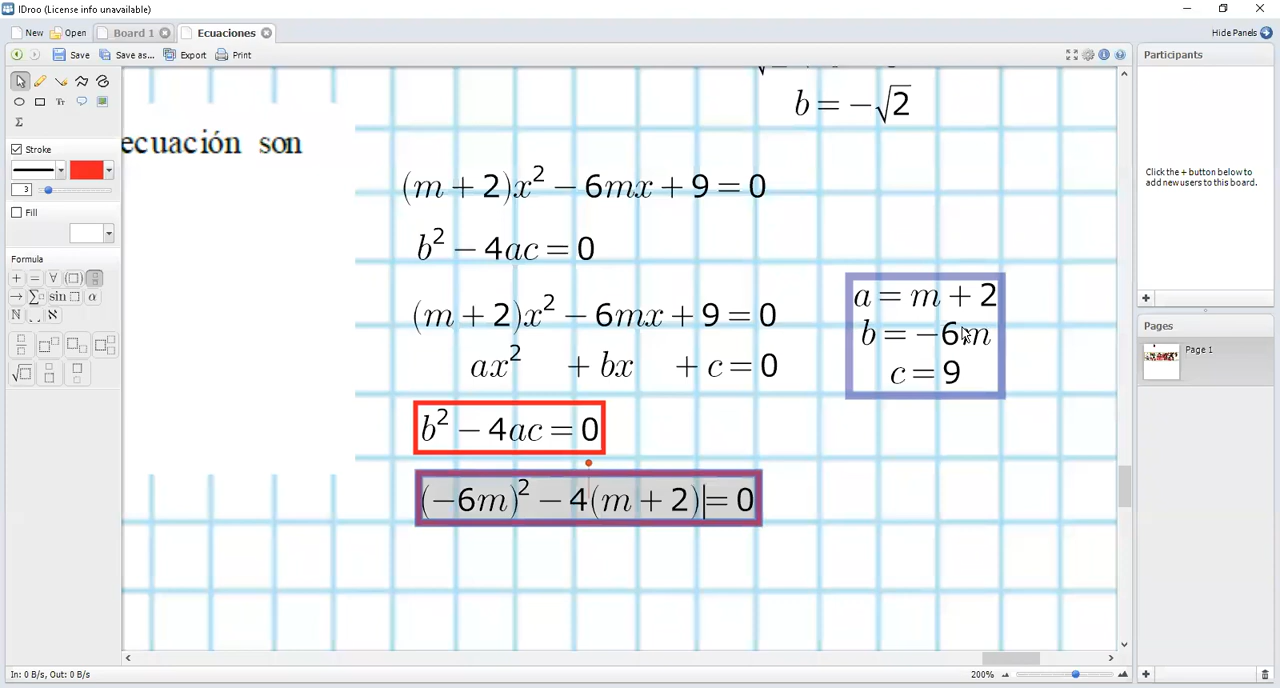 IDroo (License info unavailable)
New Open Board 1 Ecuaciones Hide Panels
Save Save as... Export Print
Participants
Click the + button below to
add new users to this board.
Pages
Page 1
Stroke
3
Fill
Formula
ecuación son
b = −√2
(m + 2)x² − 6mx + 9 = 0
b² − 4ac = 0
(m + 2)x² − 6mx + 9 = 0
ax² + bx + c = 0
a = m + 2
b = −6m
c = 9
b² − 4ac = 0
(−6m)² − 4(m + 2) = 0
In: 0 B/s, Out: 0 B/s
200%